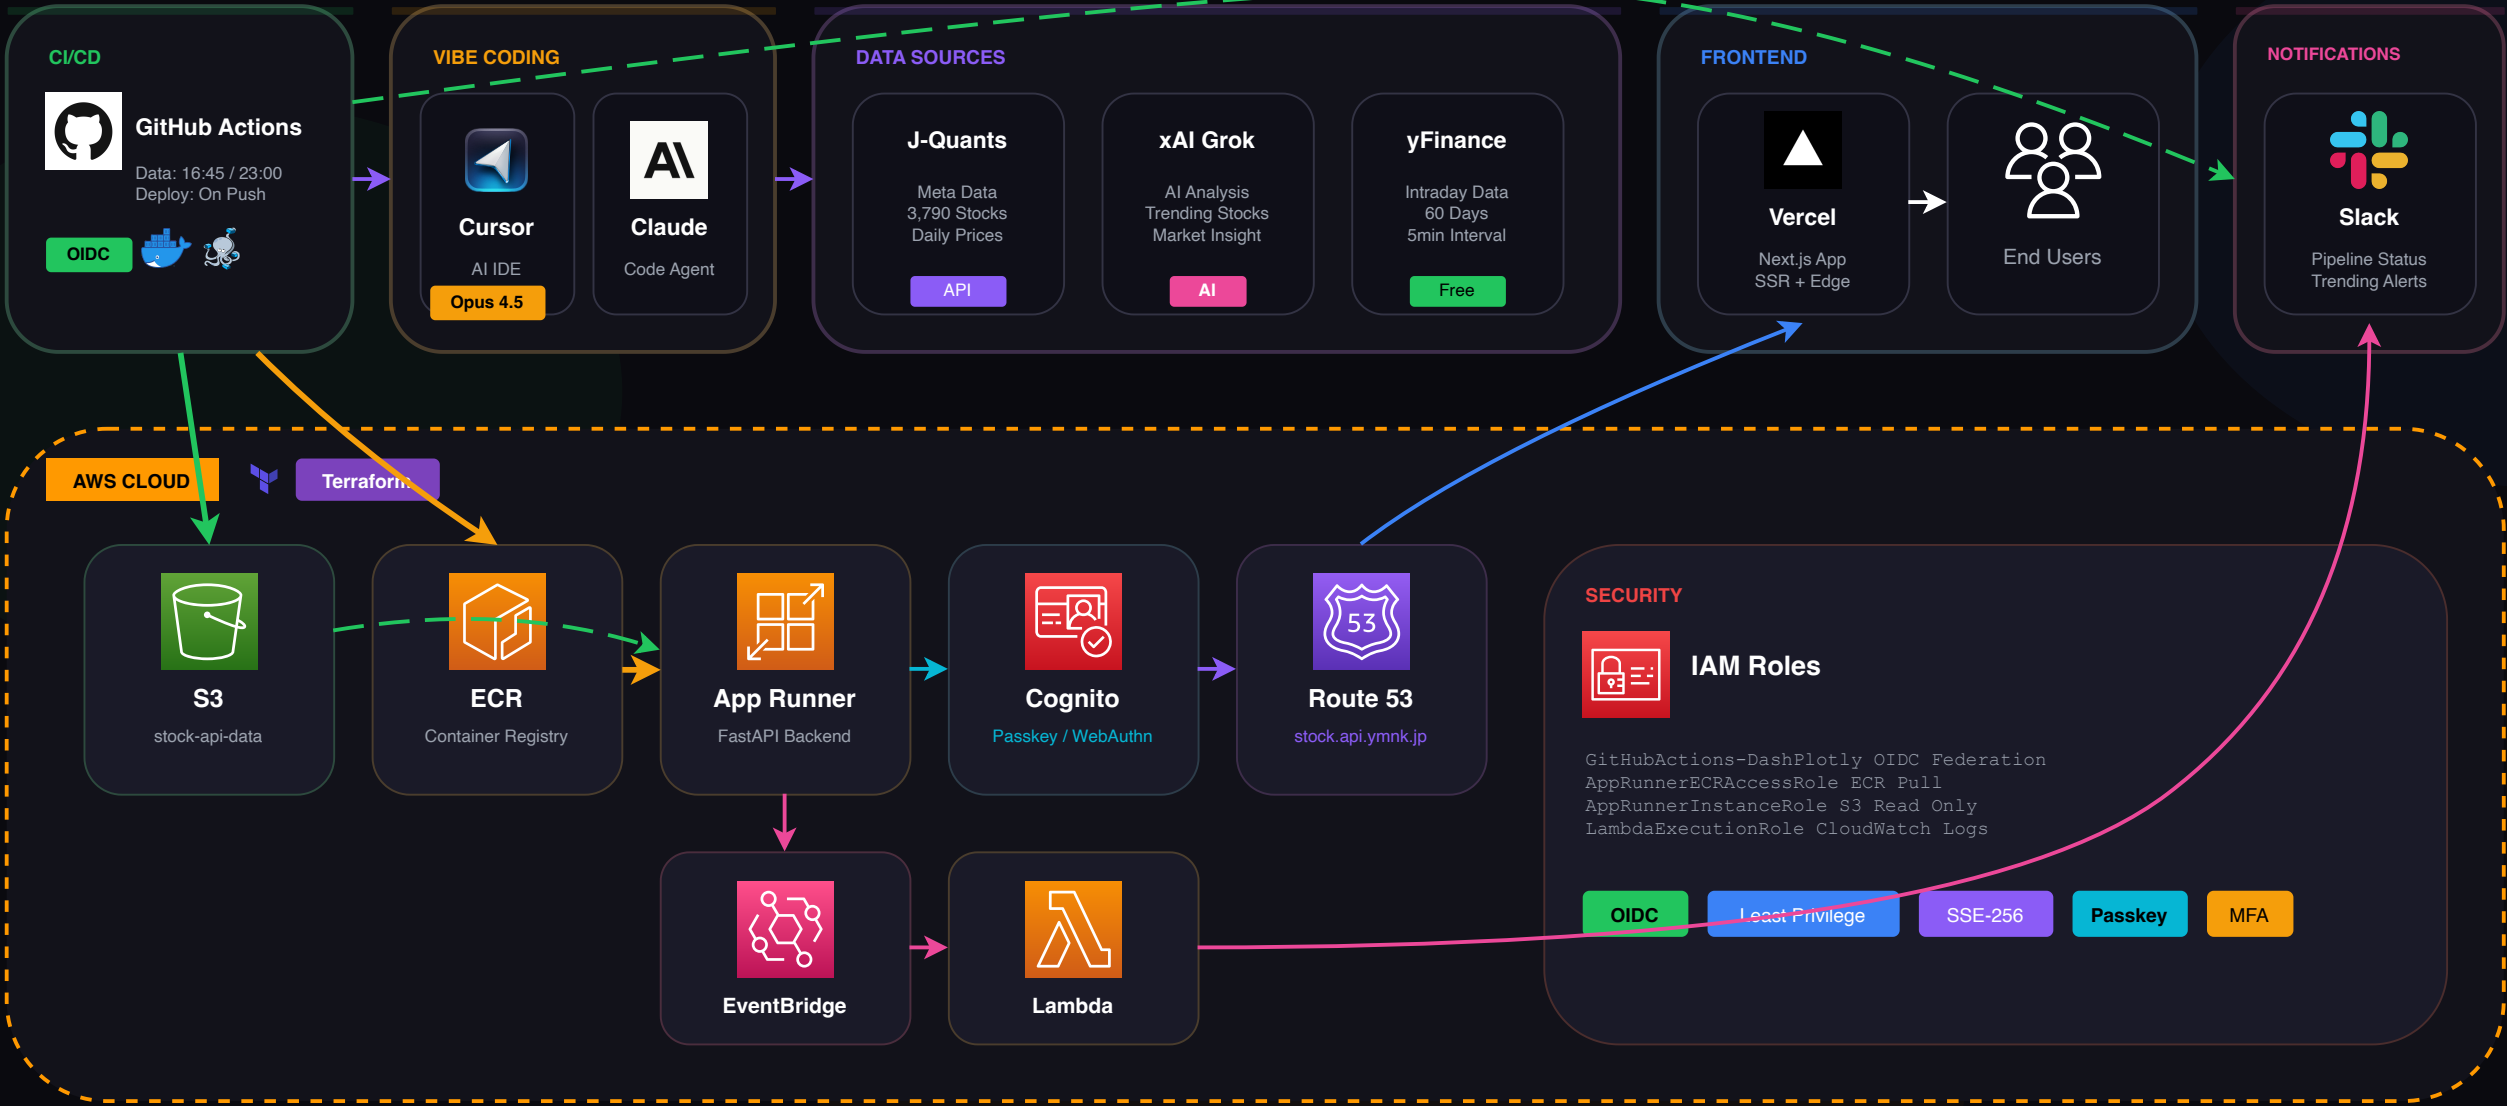 CI/CD
GitHub Actions
Data: 16:45 / 23:00
Deploy: On Push
OIDC
VIBE CODING
Cursor
AI IDE
Opus 4.5
Claude
Code Agent
DATA SOURCES
J-Quants
Meta Data
3,790 Stocks
Daily Prices
API
xAI Grok
AI Analysis
Trending Stocks
Market Insight
AI
yFinance
Intraday Data
60 Days
5min Interval
Free
FRONTEND
Vercel
Next.js App
SSR + Edge
End Users
NOTIFICATIONS
Slack
Pipeline Status
Trending Alerts
AWS CLOUD
Terraform
S3
stock-api-data
ECR
Container Registry
App Runner
FastAPI Backend
Cognito
Passkey / WebAuthn
53
Route 53
stock.api.ymnk.jp
EventBridge
Lambda
SECURITY
IAM Roles
GitHubActions-DashPlotly OIDC Federation
AppRunnerECRAccessRole ECR Pull
AppRunnerInstanceRole S3 Read Only
LambdaExecutionRole CloudWatch Logs
OIDC
Least Privilege
SSE-256
Passkey
MFA